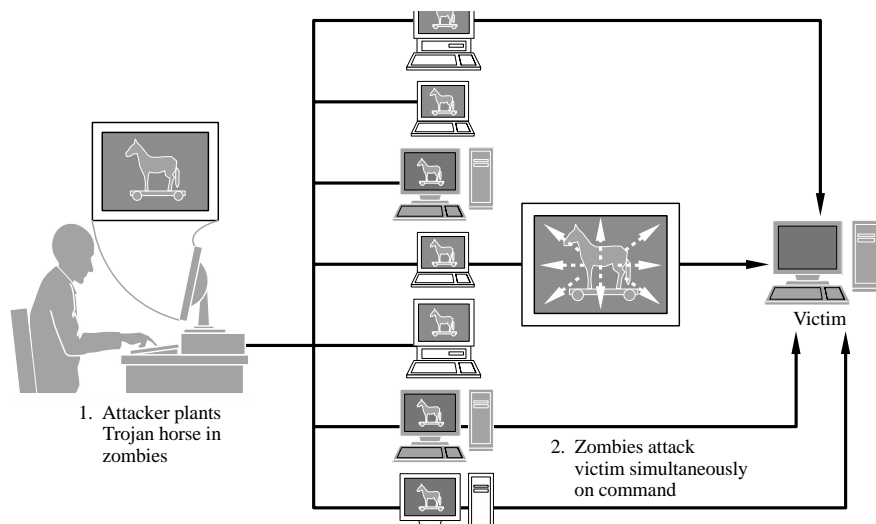 Victim
1. Attacker plants
Trojan horse in
zombies
2. Zombies attack
victim simultaneously
on command